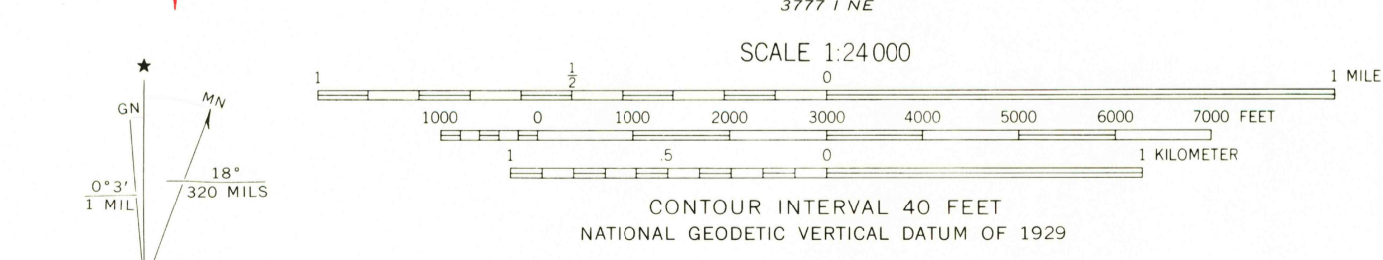 3777 I NE
SCALE 1:24 000
1 1/2 0 1 MILE
1000 0 1000 2000 3000 4000 5000 6000 7000 FEET
1 .5 0 1 KILOMETER
CONTOUR INTERVAL 40 FEET
NATIONAL GEODETIC VERTICAL DATUM OF 1929
★
GN
MN
0°3′
1 MIL
18°
320 MILS